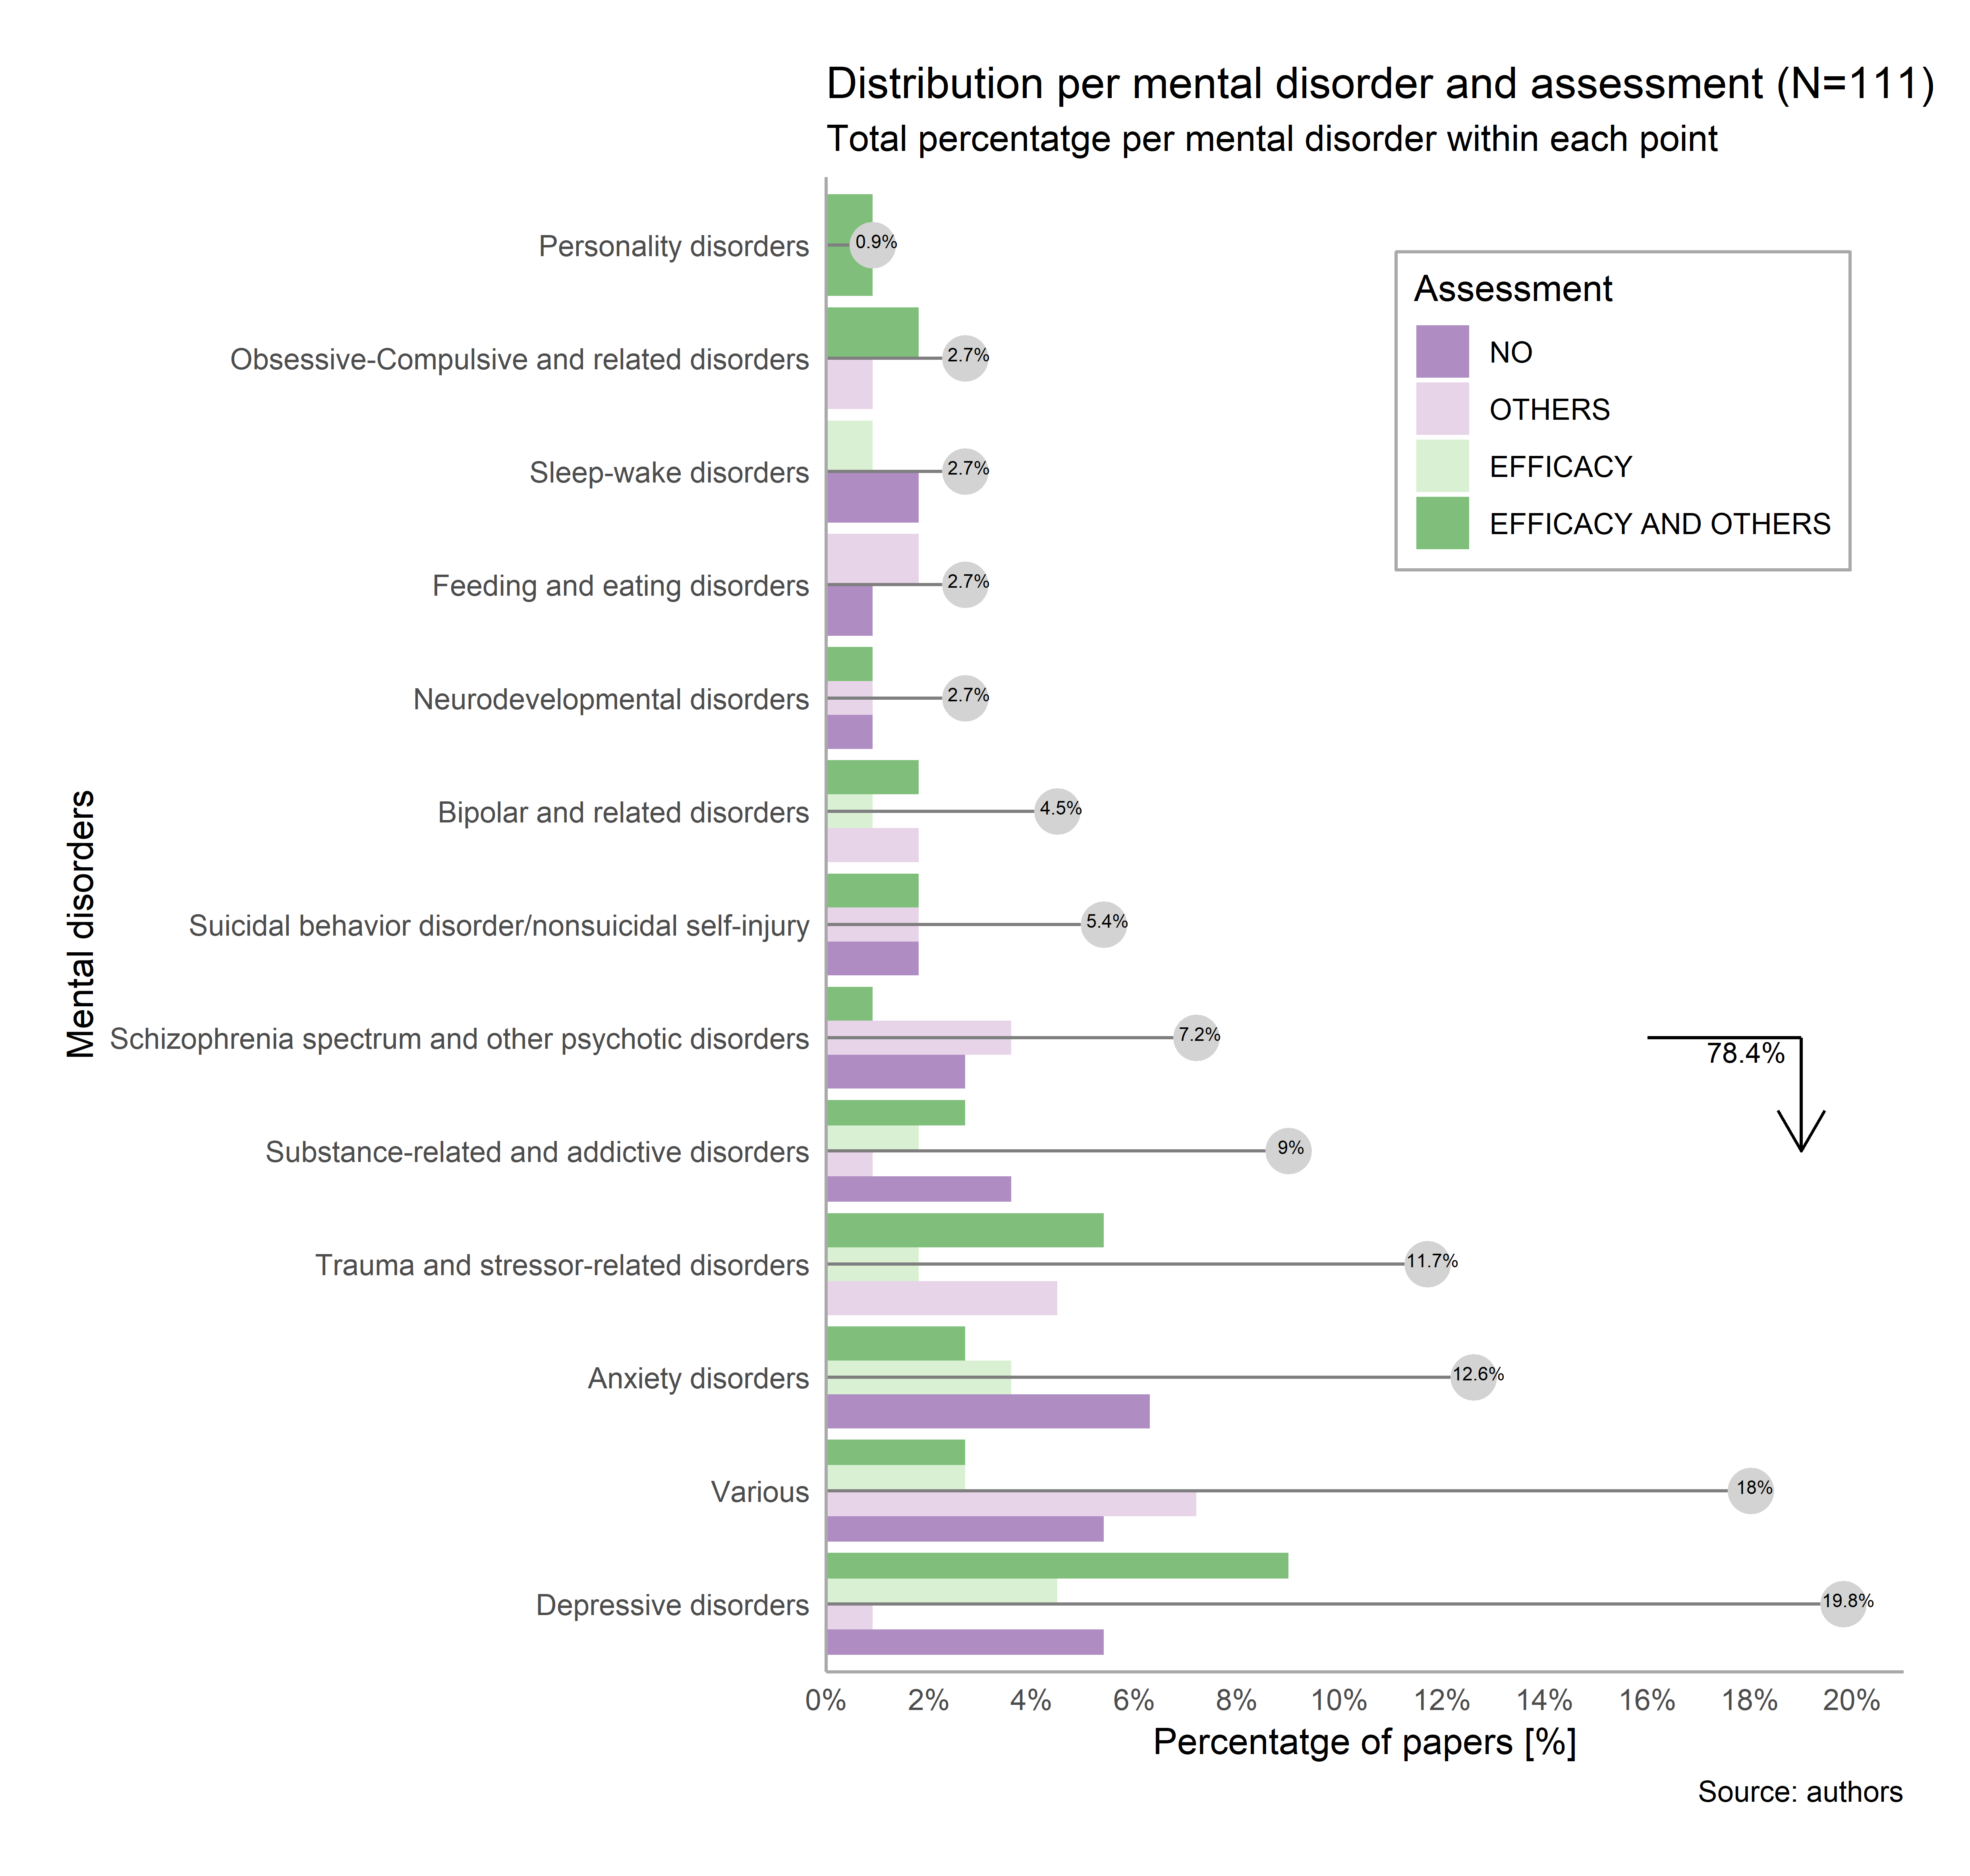 Distribution per mental disorder and assessment (N=111)
Total percentatge per mental disorder within each point
Mental disorders
Personality disorders
0.9%
Obsessive-Compulsive and related disorders
2.7%
Sleep-wake disorders
2.7%
Feeding and eating disorders
2.7%
Neurodevelopmental disorders
2.7%
Bipolar and related disorders
4.5%
Suicidal behavior disorder/nonsuicidal self-injury
5.4%
Schizophrenia spectrum and other psychotic disorders
7.2%
Substance-related and addictive disorders
9%
Trauma and stressor-related disorders
11.7%
Anxiety disorders
12.6%
Various
18%
Depressive disorders
19.8%
Assessment
NO
OTHERS
EFFICACY
EFFICACY AND OTHERS
78.4%
0% 2% 4% 6% 8% 10% 12% 14% 16% 18% 20%
Percentatge of papers [%]
Source: authors